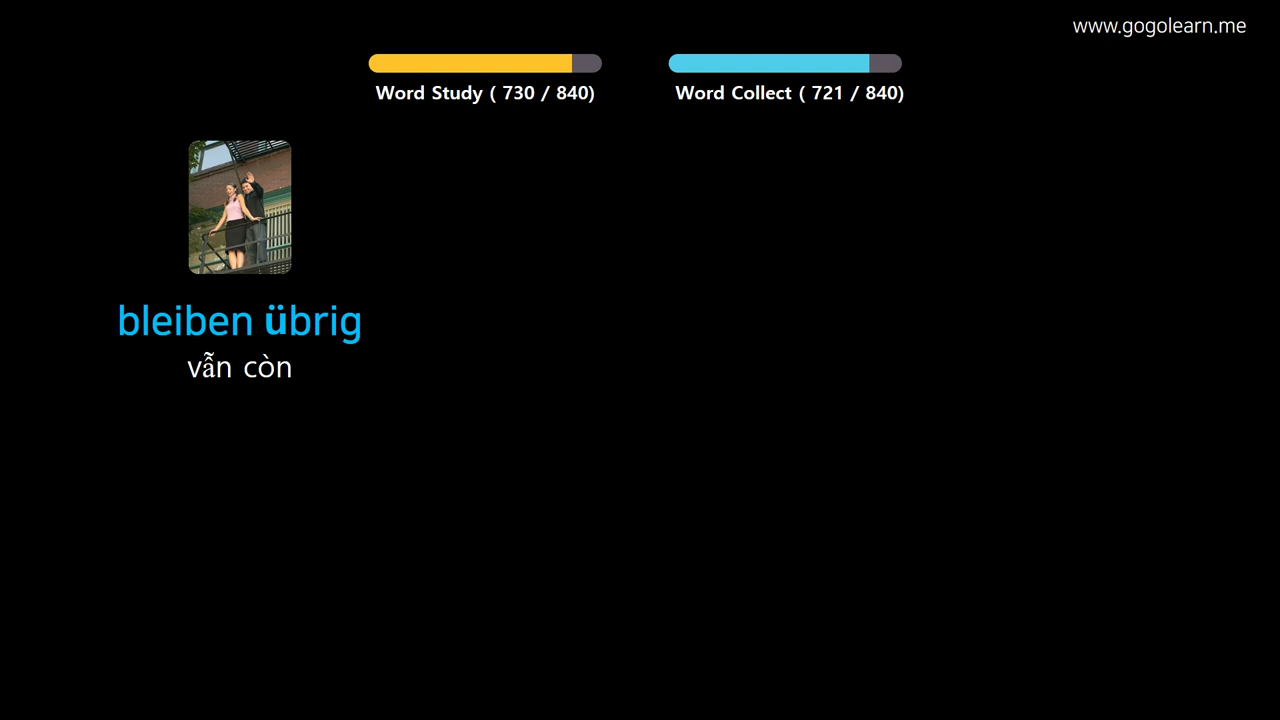 www.gogolearn.me
Word Study ( 730 / 840)
Word Collect ( 721 / 840)
bleiben übrig
vẫn còn